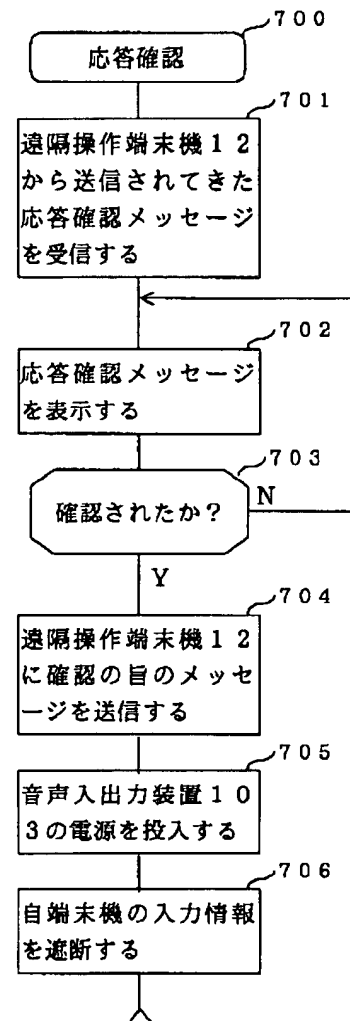 700
応答確認
701
遠隔操作端末機12
から送信されてきた
応答確認メッセージ
を受信する
702
応答確認メッセージ
を表示する
703
確認されたか？
N
Y
704
遠隔操作端末機12
に確認の旨のメッセ
ージを送信する
705
音声入出力装置10
3の電源を投入する
706
自端末機の入力情報
を遮断する